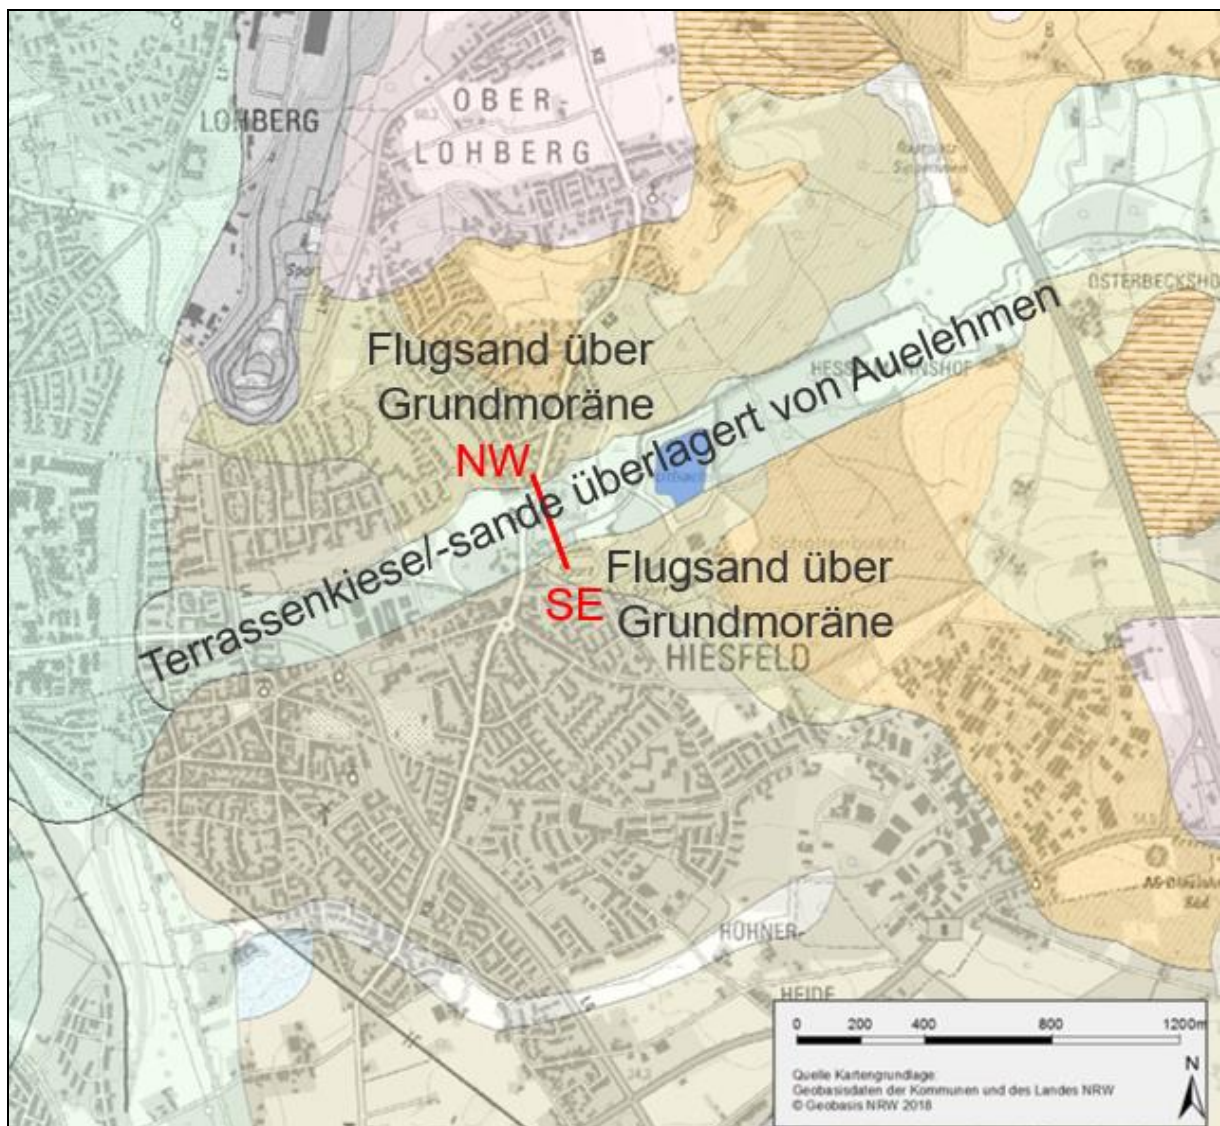 LOHBERG
OBER
LOHBERG
OSTERBECKSHO
Flugsand über
Grundmoräne
NW
Terrassenkiese/-sande überlagert von Auelehmen
SE
Flugsand über
Grundmoräne
HIESFELD
HÜHNER-
HEIDE
0 200 400 800 1200m
N
Quelle Kartengrundlage:
Geobasisdaten der Kommunen und des Landes NRW
© Geobasis NRW 2018